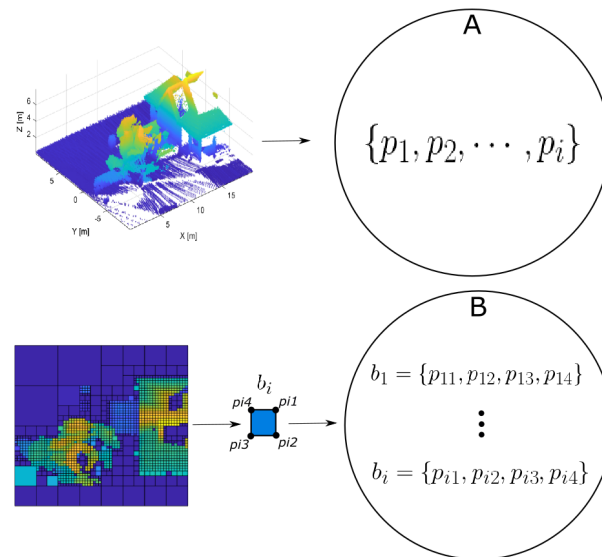 A
6
4
2
Z [m]
{p₁, p₂, ⋯ , pᵢ}
5
0
-5
Y [m]
5
10
15
X [m]
B
bᵢ
pi4 pi1
pi3 pi2
b₁ = {p₁₁, p₁₂, p₁₃, p₁₄}
⋮
bᵢ = {pᵢ₁, pᵢ₂, pᵢ₃, pᵢ₄}